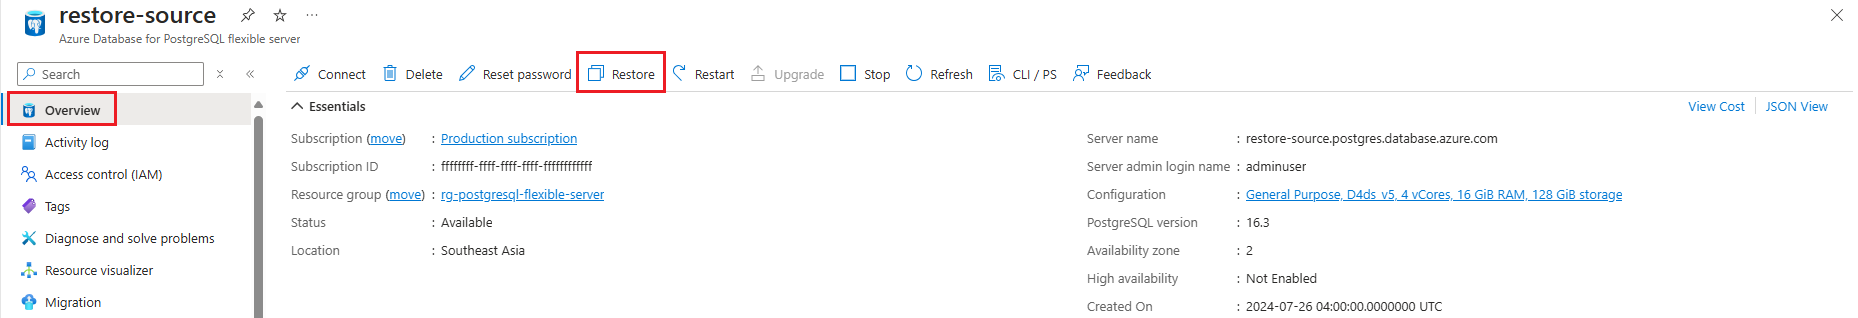 restore-source
Azure Database for PostgreSQL flexible server
Search
Connect Delete Reset password Restore Restart Upgrade Stop Refresh CLI / PS Feedback
Overview
Activity log
Access control (IAM)
Tags
Diagnose and solve problems
Resource visualizer
Migration
Essentials
View Cost JSON View
Subscription (move) : Production subscription
Subscription ID : ffffffff-ffff-ffff-ffff-ffffffffffff
Resource group (move) : rg-postgresql-flexible-server
Status : Available
Location : Southeast Asia
Server name : restore-source.postgres.database.azure.com
Server admin login name : adminuser
Configuration : General Purpose, D4ds_v5, 4 vCores, 16 GiB RAM, 128 GiB storage
PostgreSQL version : 16.3
Availability zone : 2
High availability : Not Enabled
Created On : 2024-07-26 04:00:00.0000000 UTC